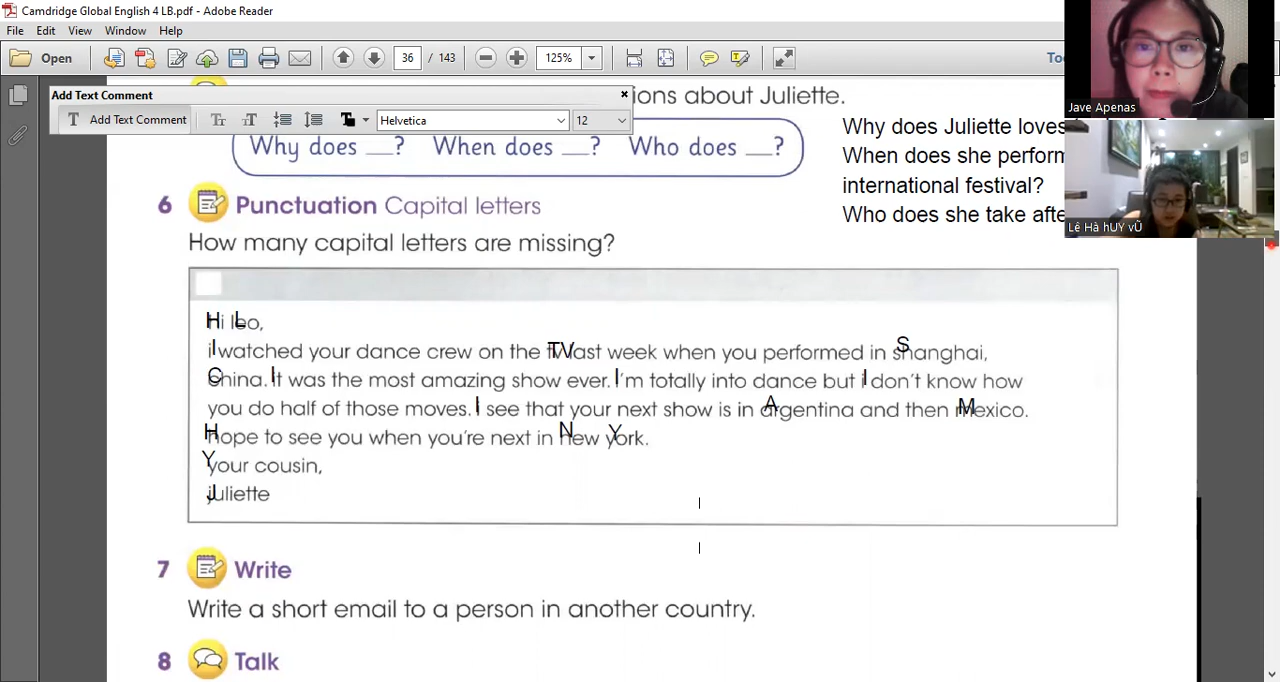 Camdridge Global English 4 LB.pdf - Adobe Reader
File Edit View Window Help
Open 36 / 143 125%
Add Text Comment
Add Text Comment Helvetica 12
ions about Juliette.
Why does __? When does __? Who does __?
Why does Juliette loves
When does she perform
international festival?
Who does she take afte
Jave Apenas
Lê Hà hUY vŨ
6 Punctuation Capital letters
How many capital letters are missing?
Hi Leo,
I watched your dance crew on the TV last week when you performed in Shanghai,
China. It was the most amazing show ever. I'm totally into dance but I don't know how
you do half of those moves. I see that your next show is in Argentina and then Mexico.
Hope to see you when you're next in New York.
Your cousin,
Juliette
7 Write
Write a short email to a person in another country.
8 Talk